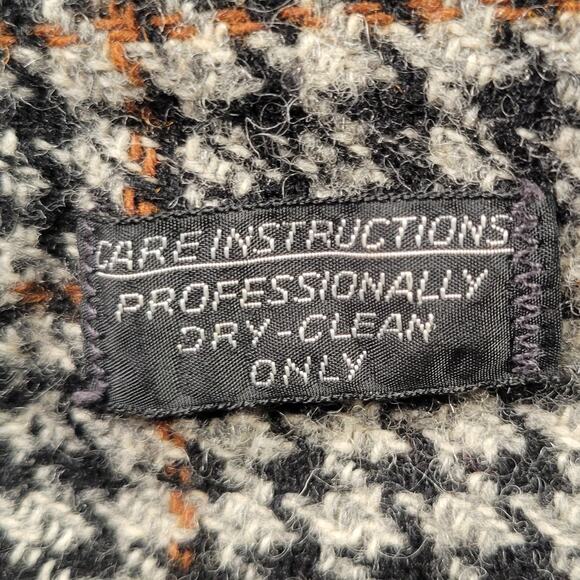 CARE INSTRUCTIONS
PROFESSIONALLY
DRY-CLEAN
ONLY